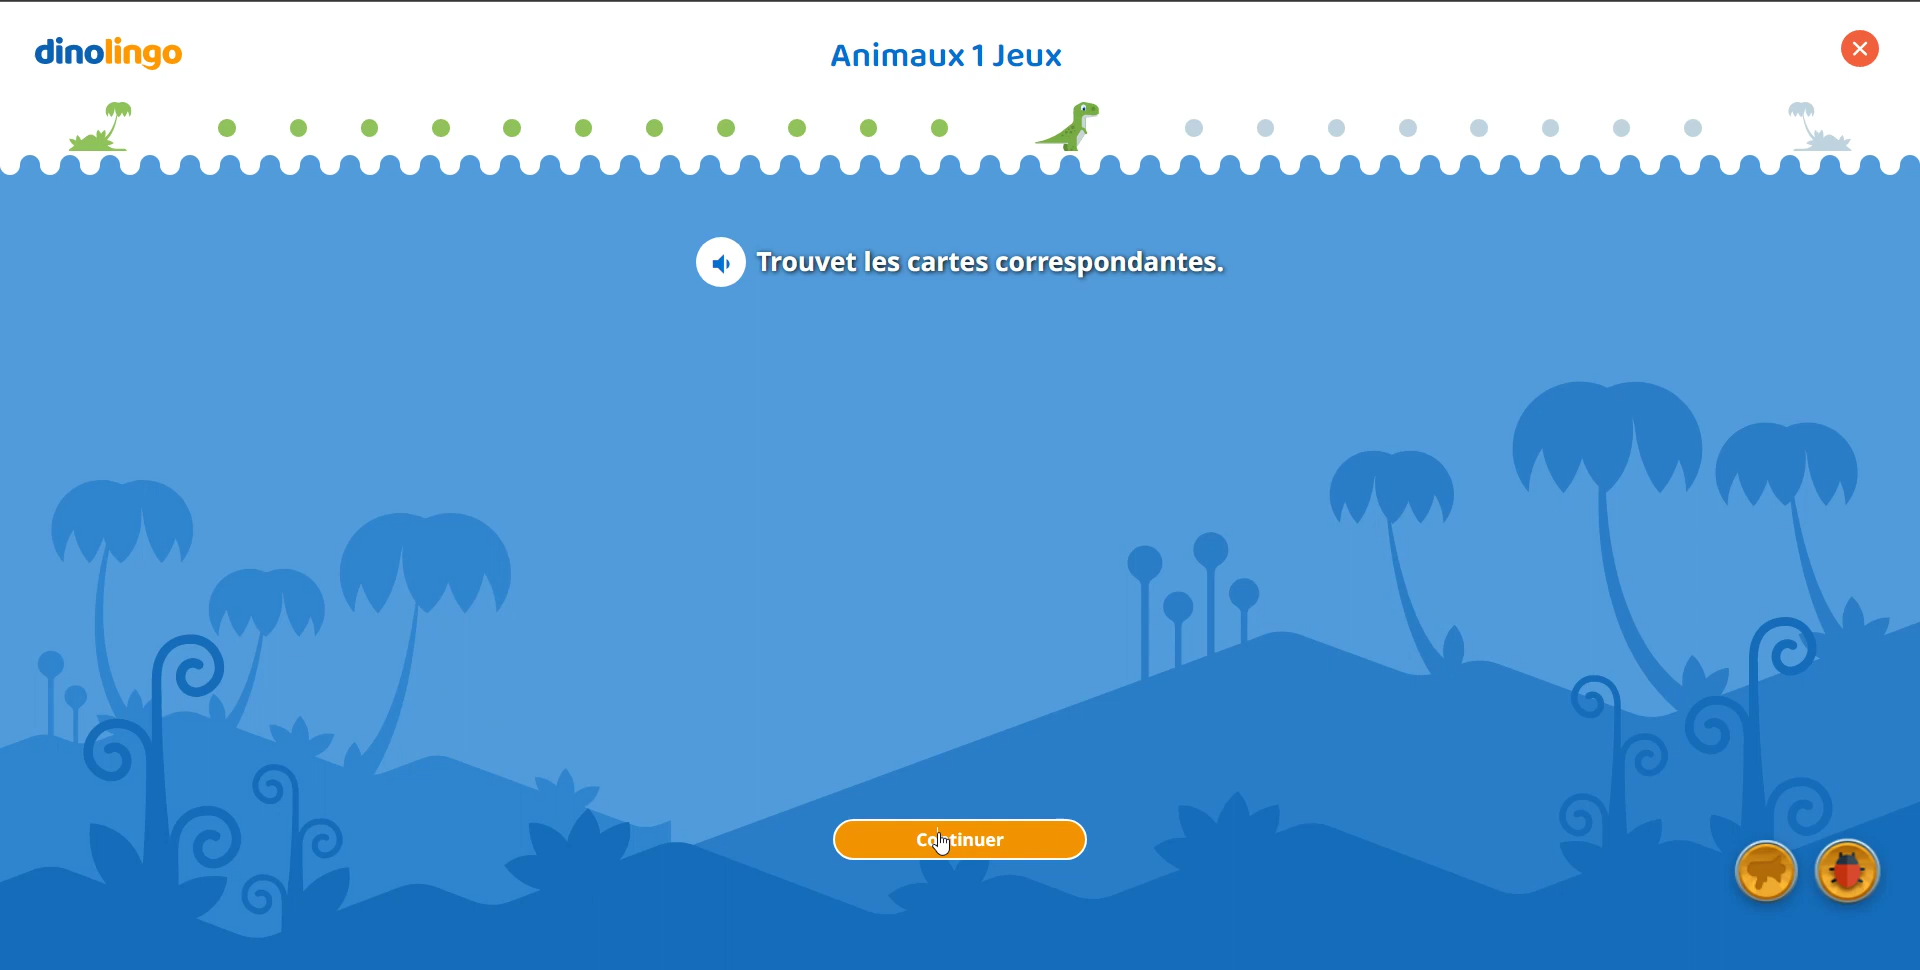 dinolingo
Animaux 1 Jeux
Trouvet les cartes correspondantes.
Continuer